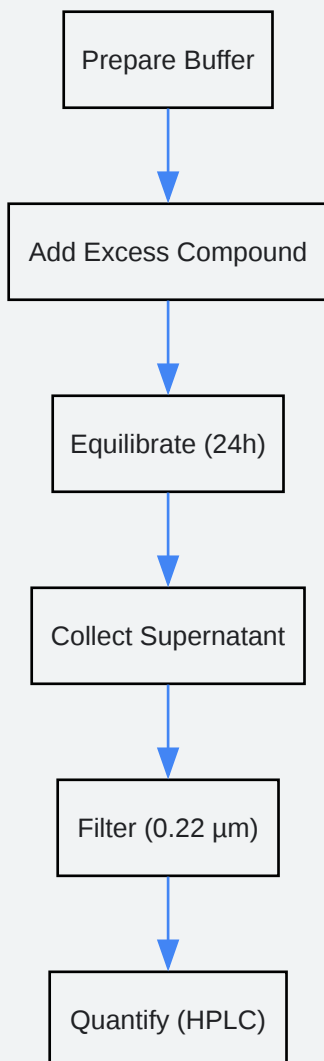 Prepare Buffer
Add Excess Compound
Equilibrate (24h)
Collect Supernatant
Filter (0.22 µm)
Quantify (HPLC)